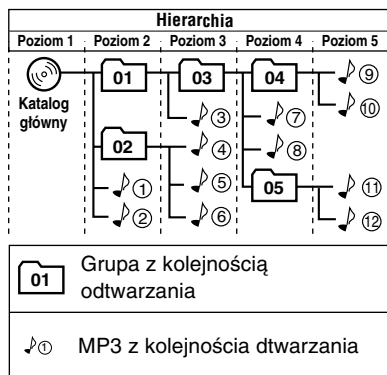 Hierarchia
Poziom 1 Poziom 2 Poziom 3 Poziom 4 Poziom 5
01 03 04 ⑨
Katalog główny
⑩
③ ⑦
02 ④ ⑧
① ⑤ 05 ⑪
② ⑥ ⑫
01 Grupa z kolejnością
odtwarzania
① MP3 z kolejnościa dtwarzania